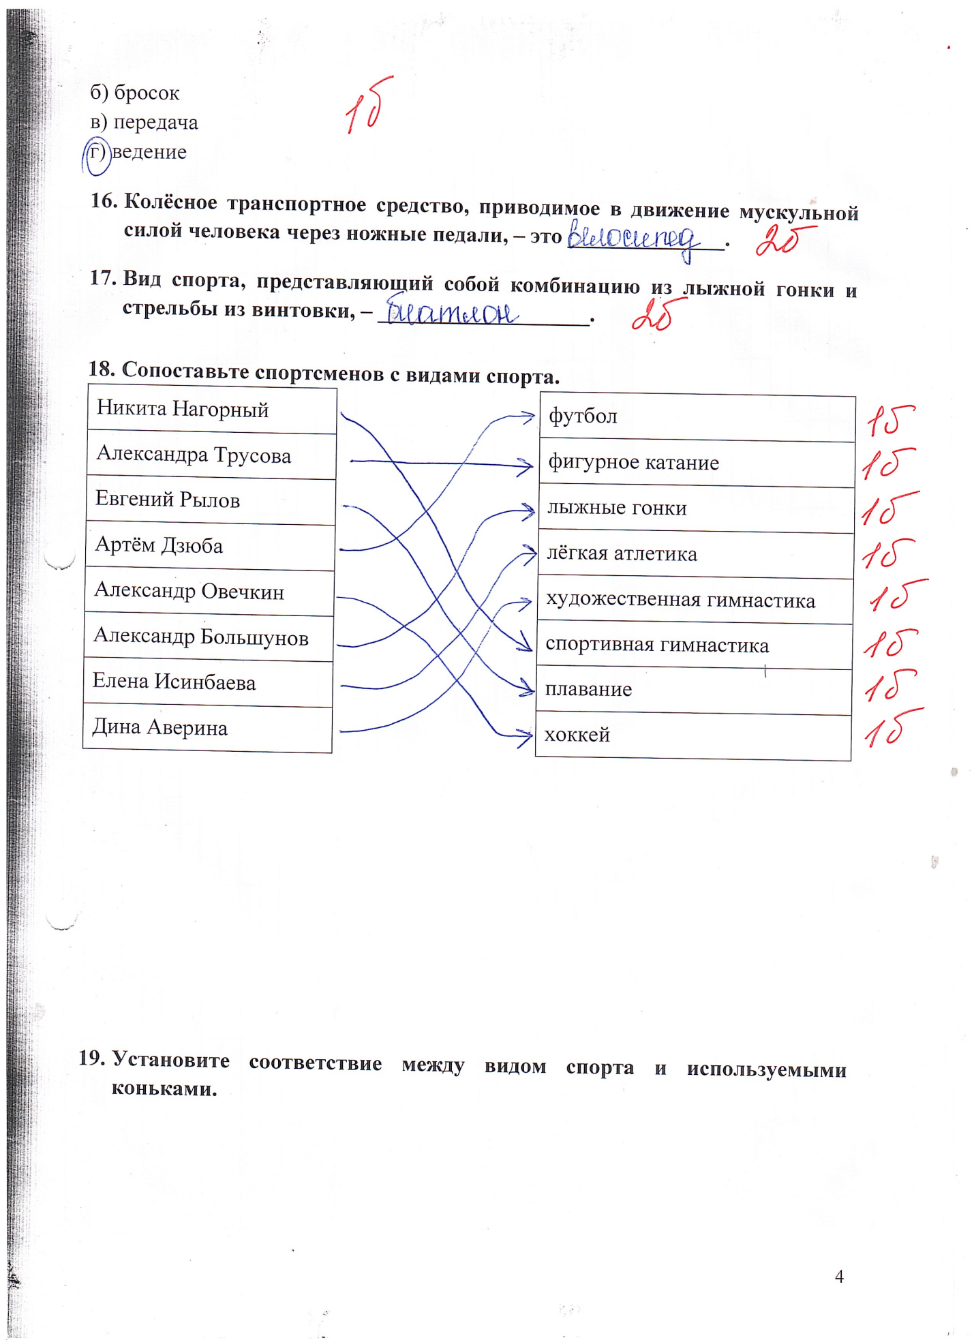 б) бросок
1б
в) передача
г) ведение
16. Колёсное транспортное средство, приводимое в движение мускульной
силой человека через ножные педали, – это велосипед. 2б
17. Вид спорта, представляющий собой комбинацию из лыжной гонки и
стрельбы из винтовки, – биатлон. 2б
18. Сопоставьте спортсменов с видами спорта.
Никита Нагорный футбол 1б
Александра Трусова фигурное катание 1б
Евгений Рылов лыжные гонки 1б
Артём Дзюба лёгкая атлетика 1б
Александр Овечкин художественная гимнастика 1б
Александр Большунов спортивная гимнастика 1б
Елена Исинбаева плавание 1б
Дина Аверина хоккей 1б
19. Установите соответствие между видом спорта и используемыми
коньками.
4